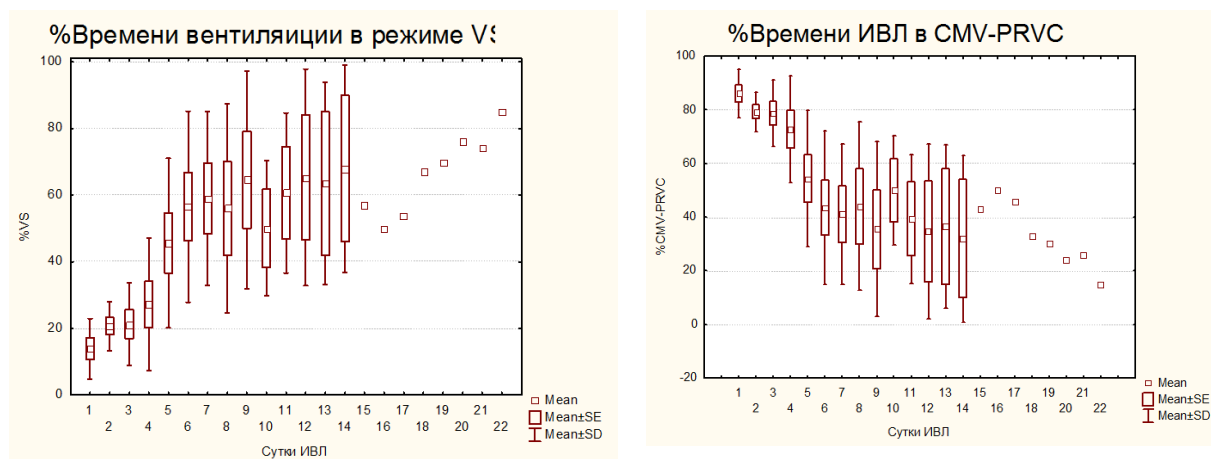 %Времени вентиляиции в режиме VS
100
80
60
40
20
0
%VS
1 3 5 7 9 11 13 15 17 19 21
2 4 6 8 10 12 14 16 18 20 22
Сутки ИВЛ
Mean
Mean±SE
Mean±SD
%Времени ИВЛ в CMV-PRVC
100
80
60
40
20
0
-20
%CMV-PRVC
1 3 5 7 9 11 13 15 17 19 21
2 4 6 8 10 12 14 16 18 20 22
Сутки ИВЛ
Mean
Mean±SE
Mean±SD